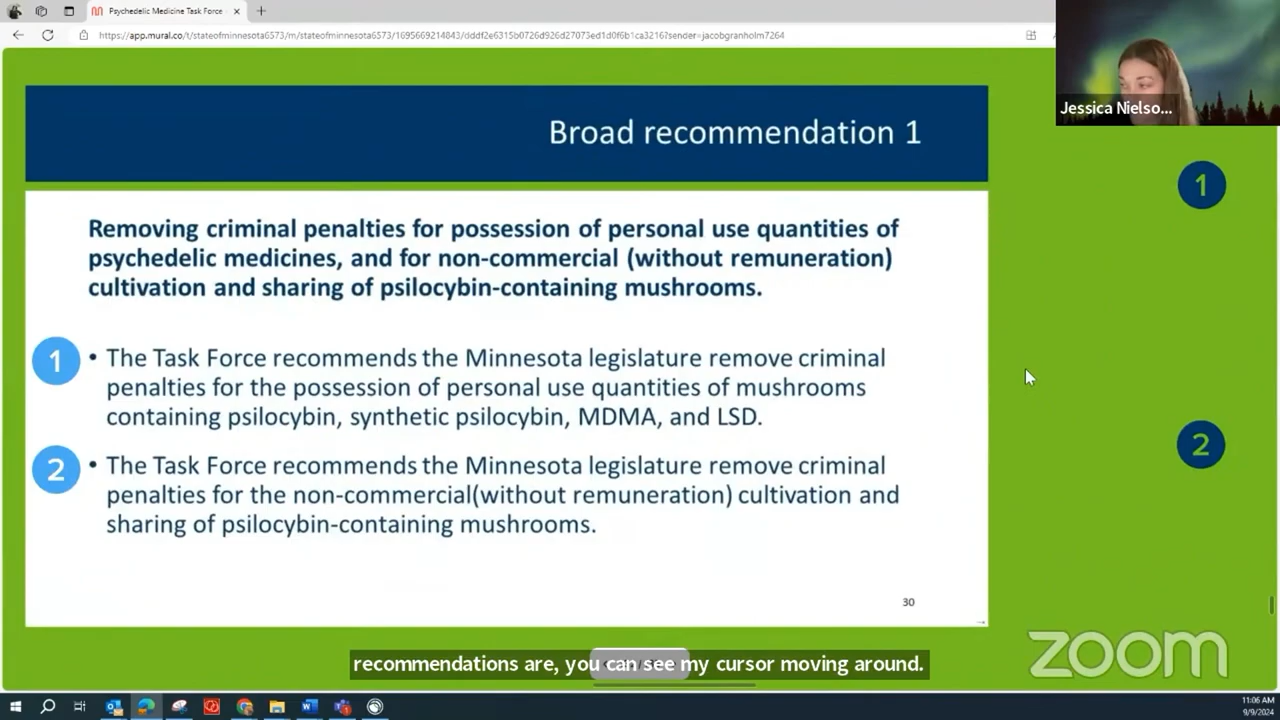 Psychedelic Medicine Task Force
https://app.mural.co/t/stateofminnesota6573/m/stateofminnesota6573/1695669214843/dddf2e6315b0726d926d27073ed1d0f6b1ca3216?sender=jacobgranholm7264
Jessica Nielso...
Broad recommendation 1
1
Removing criminal penalties for possession of personal use quantities of
psychedelic medicines, and for non-commercial (without remuneration)
cultivation and sharing of psilocybin-containing mushrooms.
1
• The Task Force recommends the Minnesota legislature remove criminal
penalties for the possession of personal use quantities of mushrooms
containing psilocybin, synthetic psilocybin, MDMA, and LSD.
2
2
• The Task Force recommends the Minnesota legislature remove criminal
penalties for the non-commercial(without remuneration) cultivation and
sharing of psilocybin-containing mushrooms.
30
zoom
recommendations are, you can see my cursor moving around.
11:06 AM
9/9/2024